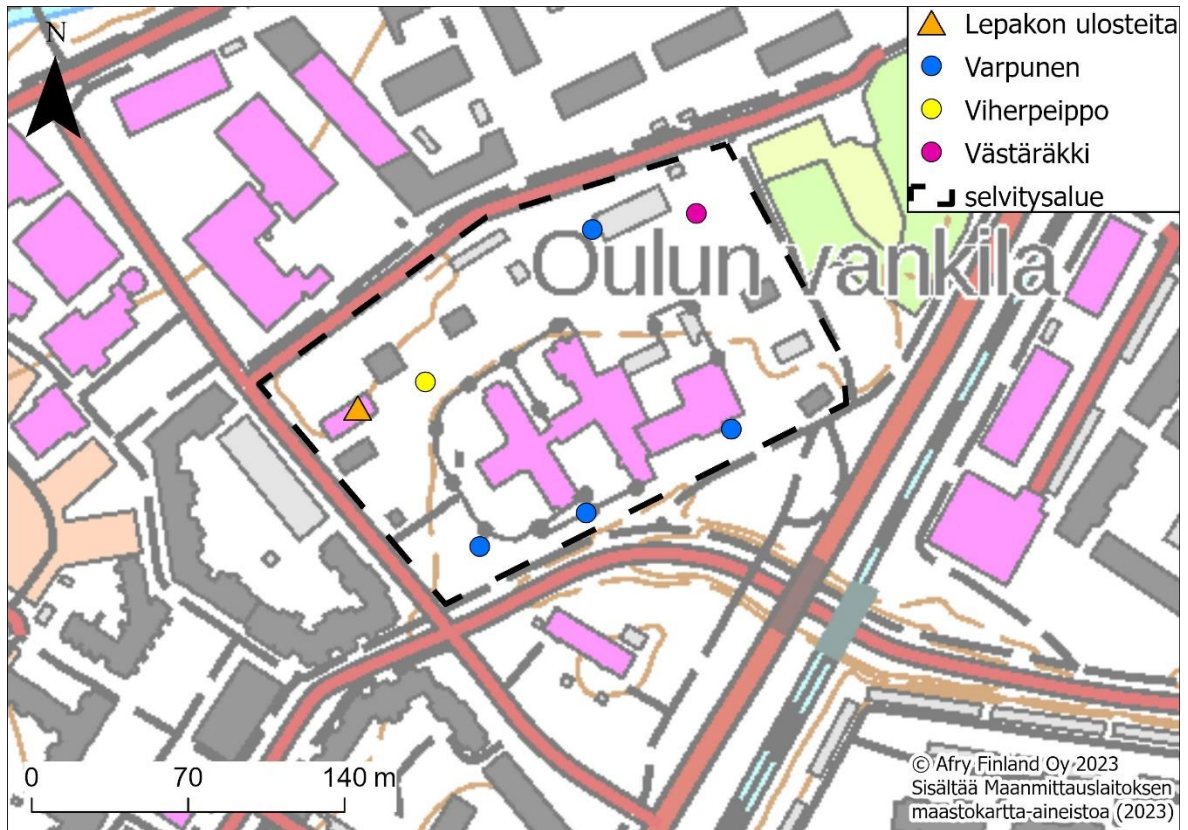 N
Lepakon ulosteita
Varpunen
Viherpeippo
Västäräkki
selvitysalue
Oulun vankila
0 70 140 m
© Afry Finland Oy 2023
Sisältää Maanmittauslaitoksen
maastokartta-aineistoa (2023)